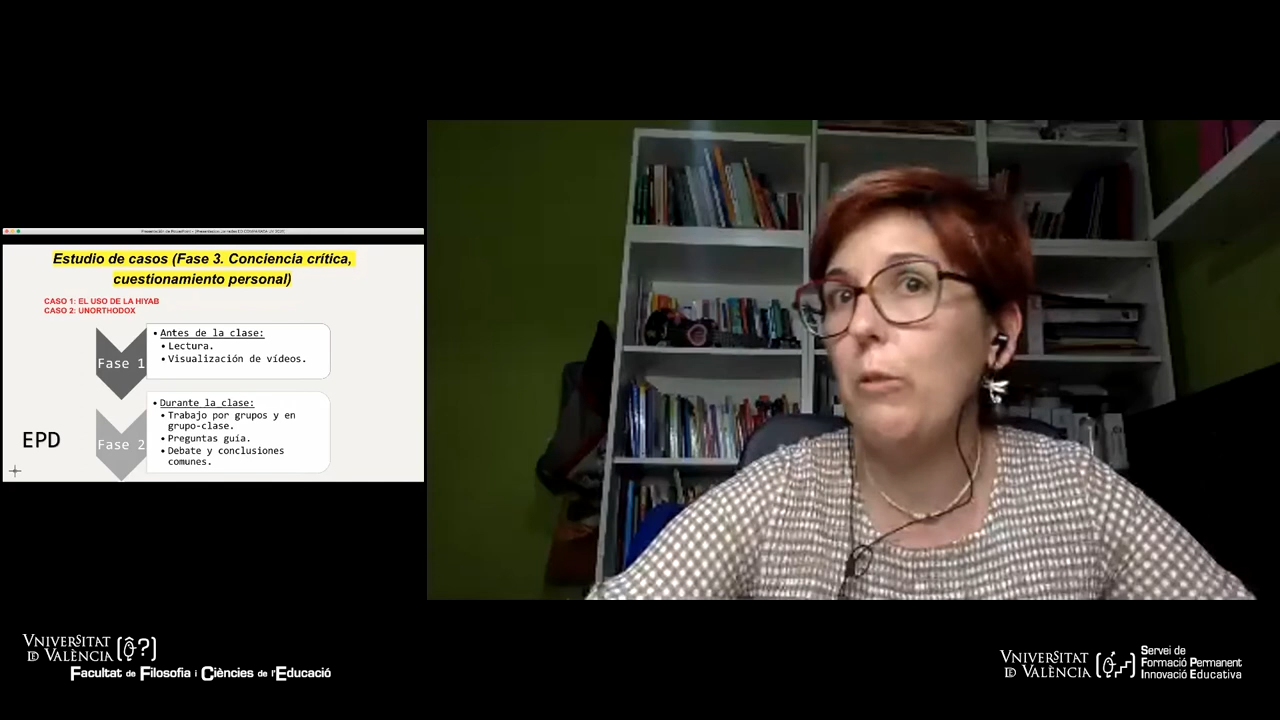 Estudio de casos (Fase 3. Conciencia crítica,
cuestionamiento personal)
CASO 1: EL USO DE LA HIYAB
CASO 2: UNORTHODOX
Fase 1
• Antes de la clase:
• Lectura.
• Visualización de vídeos.
Fase 2
• Durante la clase:
• Trabajo por grupos y en
grupo-clase.
• Preguntas guía.
• Debate y conclusiones
comunes.
EPD
VNIVERSITAT
ID VALÈNCIA
Facultat de Filosofia i Ciències de l'Educació
VNIVERSITAT
ID VALÈNCIA
Servei de
Formació Permanent
Innovació Educativa